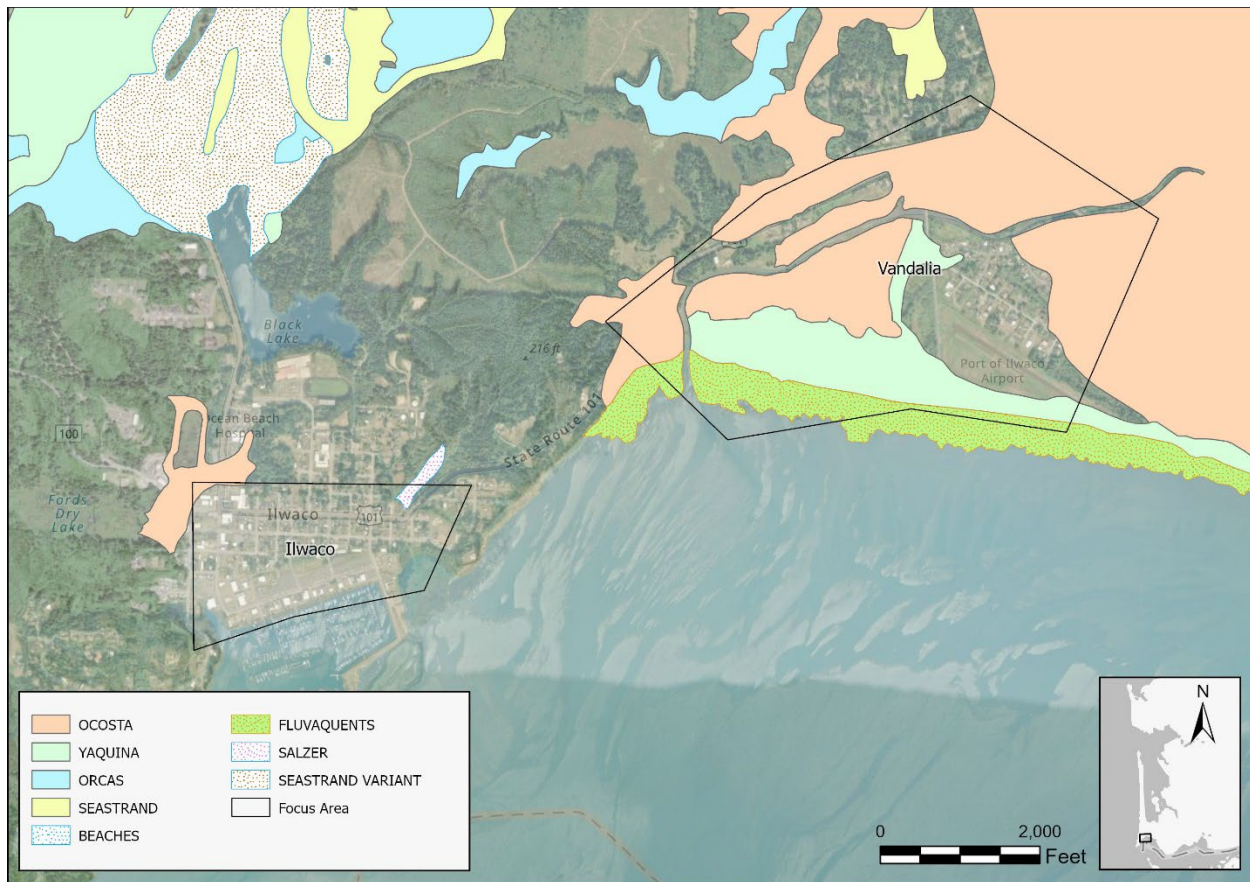 Black
Lake
216 ft
Vandalia
Port of Ilwaco
Airport
Ocean Beach
Hospital
100
State Route 101
Fords
Dry
Lake
Ilwaco
101
Ilwaco
OCOSTA
YAQUINA
ORCAS
SEASTRAND
BEACHES
FLUVAQUENTS
SALZER
SEASTRAND VARIANT
Focus Area
0
2,000
Feet
N